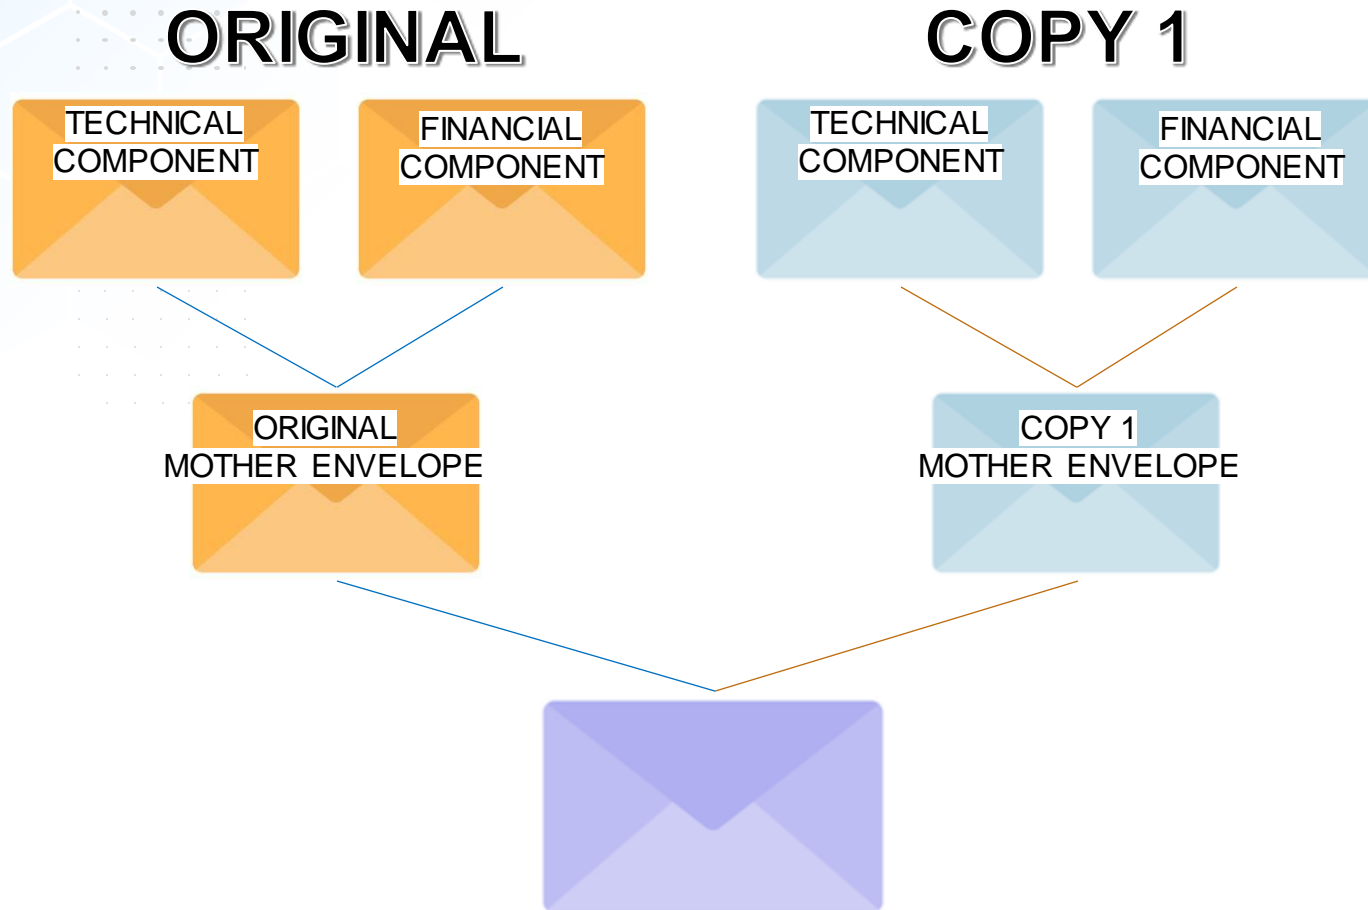 ORIGINAL
COPY 1
TECHNICAL
COMPONENT
FINANCIAL
COMPONENT
TECHNICAL
COMPONENT
FINANCIAL
COMPONENT
ORIGINAL
MOTHER ENVELOPE
COPY 1
MOTHER ENVELOPE